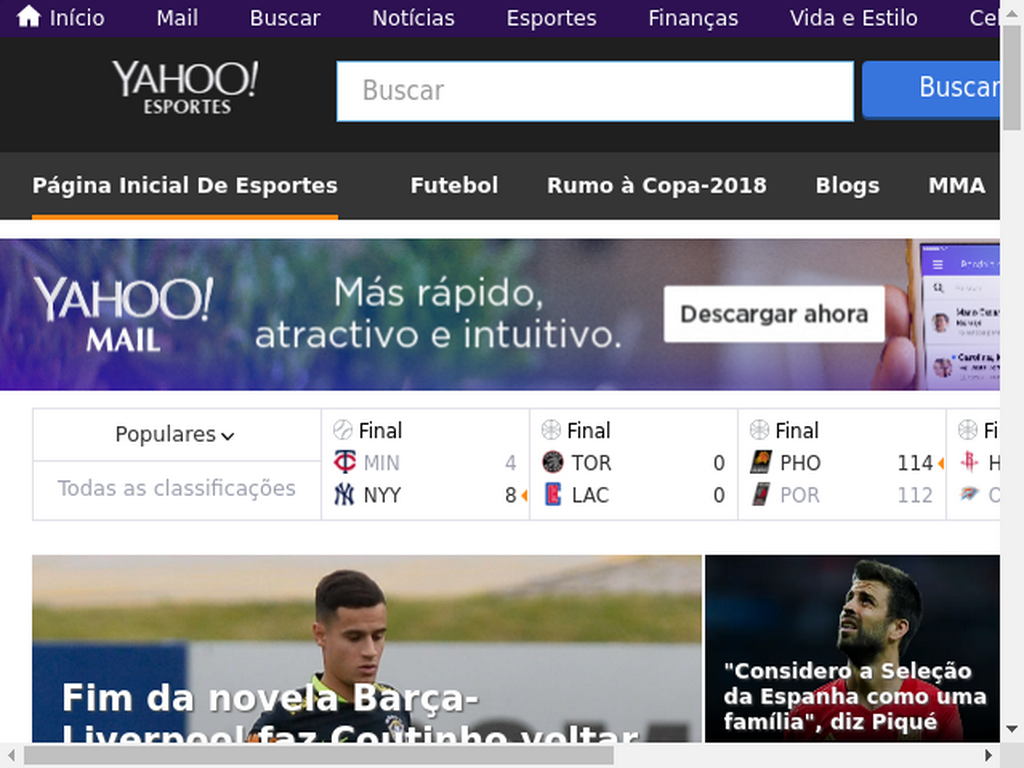 Início Mail Buscar Notícias Esportes Finanças Vida e Estilo Cel
YAHOO!
ESPORTES
Buscar
Buscar
Página Inicial De Esportes Futebol Rumo à Copa-2018 Blogs MMA
YAHOO!
MAIL
Más rápido,
atractivo e intuitivo.
Descargar ahora
Populares
Todas as classificações
Final
MIN 4
NYY 8
Final
TOR 0
LAC 0
Final
PHO 114
POR 112
Fi
H
O
Fim da novela Barça-
Liverpool faz Coutinho voltar
"Considero a Seleção
da Espanha como uma
família", diz Piqué